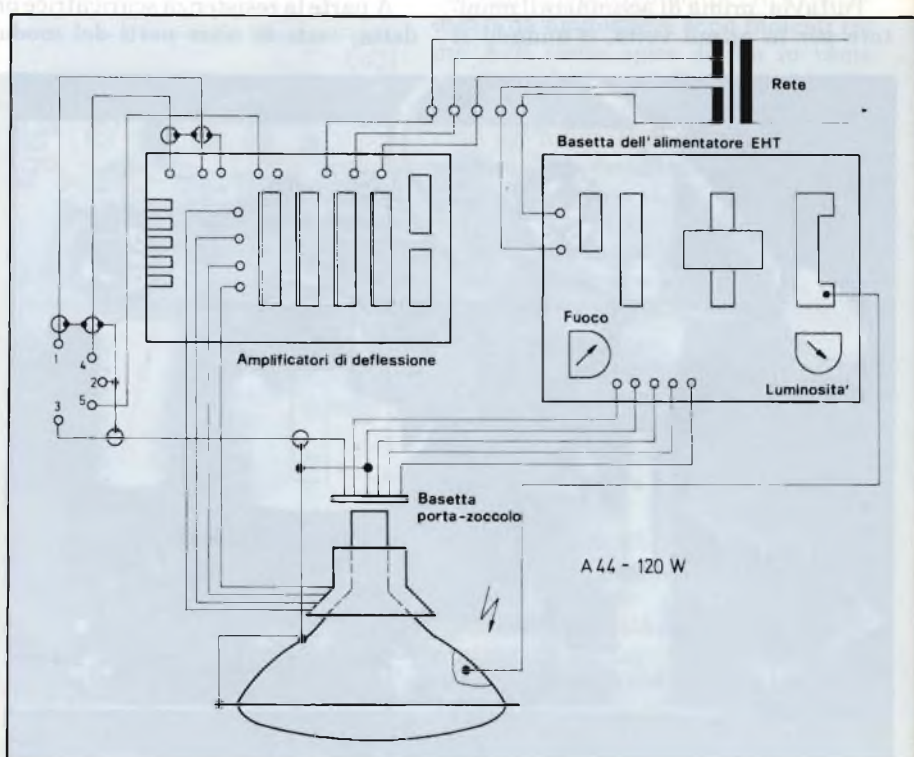 Rete
Basetta dell'alimentatore EHT
Fuoco
Amplificatori di deflessione
Luminosita'
1
4
2
5
3
Basetta
porta-zoccolo
A 44 - 120 W